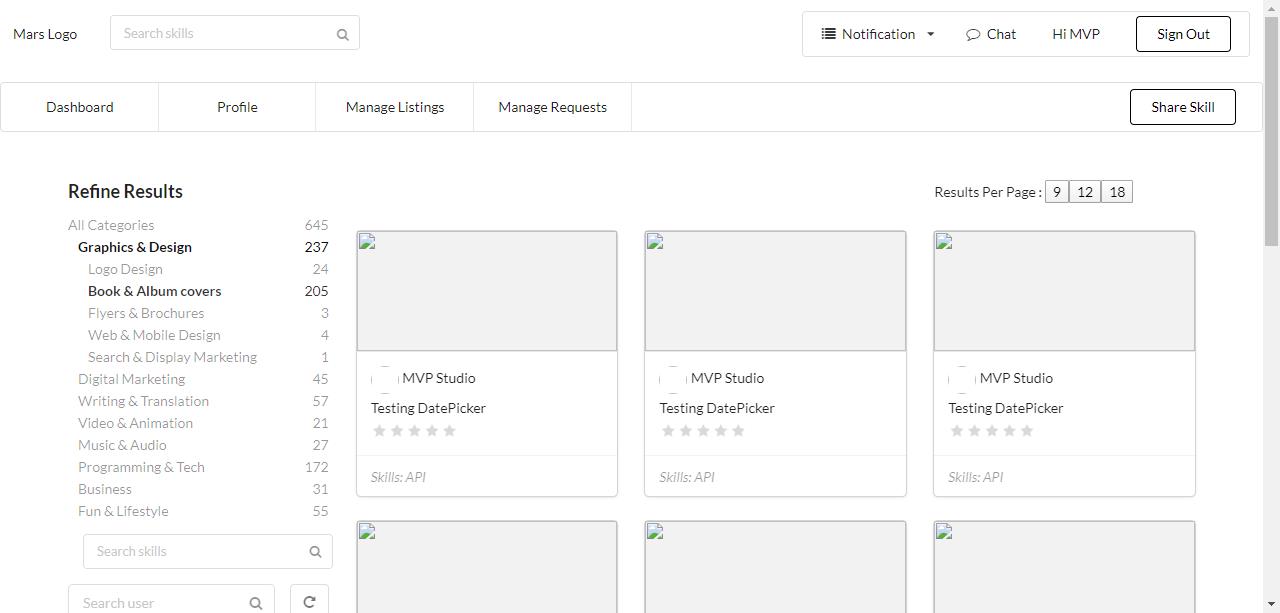 Mars Logo Search skills Notification Chat Hi MVP Sign Out
Dashboard Profile Manage Listings Manage Requests Share Skill
Refine Results
All Categories 645
Graphics & Design 237
Logo Design 24
Book & Album covers 205
Flyers & Brochures 3
Web & Mobile Design 4
Search & Display Marketing 1
Digital Marketing 45
Writing & Translation 57
Video & Animation 21
Music & Audio 27
Programming & Tech 172
Business 31
Fun & Lifestyle 55
Search skills
Search user
Results Per Page : 9 12 18
MVP Studio
Testing DatePicker
Skills: API
MVP Studio
Testing DatePicker
Skills: API
MVP Studio
Testing DatePicker
Skills: API